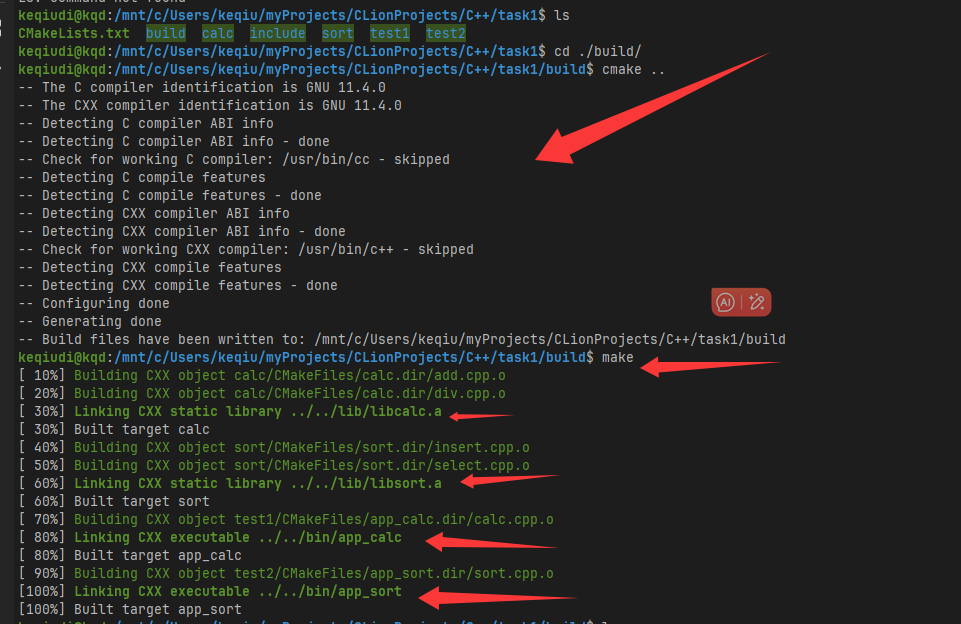 keqiudi@kqd:/mnt/c/Users/keqiu/myProjects/CLionProjects/C++/task1$ ls
CMakeLists.txt build calc include sort test1 test2
keqiudi@kqd:/mnt/c/Users/keqiu/myProjects/CLionProjects/C++/task1$ cd ./build/
keqiudi@kqd:/mnt/c/Users/keqiu/myProjects/CLionProjects/C++/task1/build$ cmake ..
-- The C compiler identification is GNU 11.4.0
-- The CXX compiler identification is GNU 11.4.0
-- Detecting C compiler ABI info
-- Detecting C compiler ABI info - done
-- Check for working C compiler: /usr/bin/cc - skipped
-- Detecting C compile features
-- Detecting C compile features - done
-- Detecting CXX compiler ABI info
-- Detecting CXX compiler ABI info - done
-- Check for working CXX compiler: /usr/bin/c++ - skipped
-- Detecting CXX compile features
-- Detecting CXX compile features - done
-- Configuring done
AI
-- Generating done
-- Build files have been written to: /mnt/c/Users/keqiu/myProjects/CLionProjects/C++/task1/build
keqiudi@kqd:/mnt/c/Users/keqiu/myProjects/CLionProjects/C++/task1/build$ make
[ 10%] Building CXX object calc/CMakeFiles/calc.dir/add.cpp.o
[ 20%] Building CXX object calc/CMakeFiles/calc.dir/div.cpp.o
[ 30%] Linking CXX static library ../../lib/libcalc.a
[ 30%] Built target calc
[ 40%] Building CXX object sort/CMakeFiles/sort.dir/insert.cpp.o
[ 50%] Building CXX object sort/CMakeFiles/sort.dir/select.cpp.o
[ 60%] Linking CXX static library ../../lib/libsort.a
[ 60%] Built target sort
[ 70%] Building CXX object test1/CMakeFiles/app_calc.dir/calc.cpp.o
[ 80%] Linking CXX executable ../../bin/app_calc
[ 80%] Built target app_calc
[ 90%] Building CXX object test2/CMakeFiles/app_sort.dir/sort.cpp.o
[100%] Linking CXX executable ../../bin/app_sort
[100%] Built target app_sort